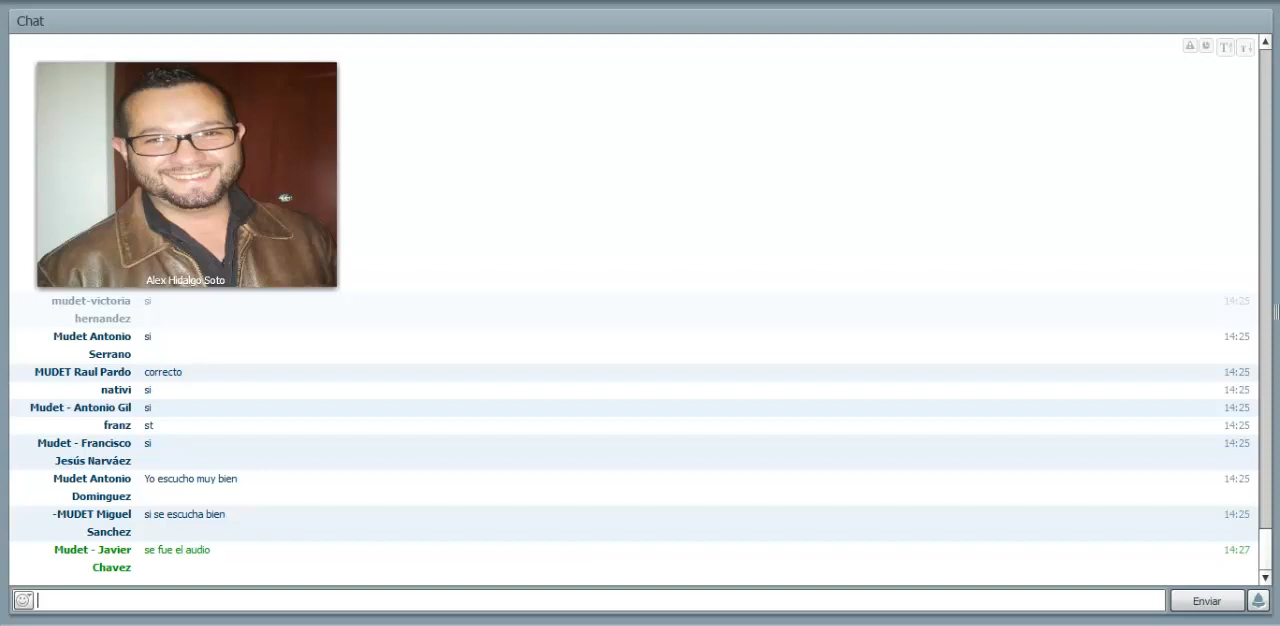 Chat
Alex Hidalgo Soto
mudet-victoria si 14:25
hernandez
Mudet Antonio si 14:25
Serrano
MUDET Raul Pardo correcto 14:25
nativi si 14:25
Mudet - Antonio Gil si 14:25
franz st 14:25
Mudet - Francisco si 14:25
Jesús Narváez
Mudet Antonio Yo escucho muy bien 14:25
Dominguez
-MUDET Miguel si se escucha bien 14:25
Sanchez
Mudet - Javier se fue el audio 14:27
Chavez
Enviar